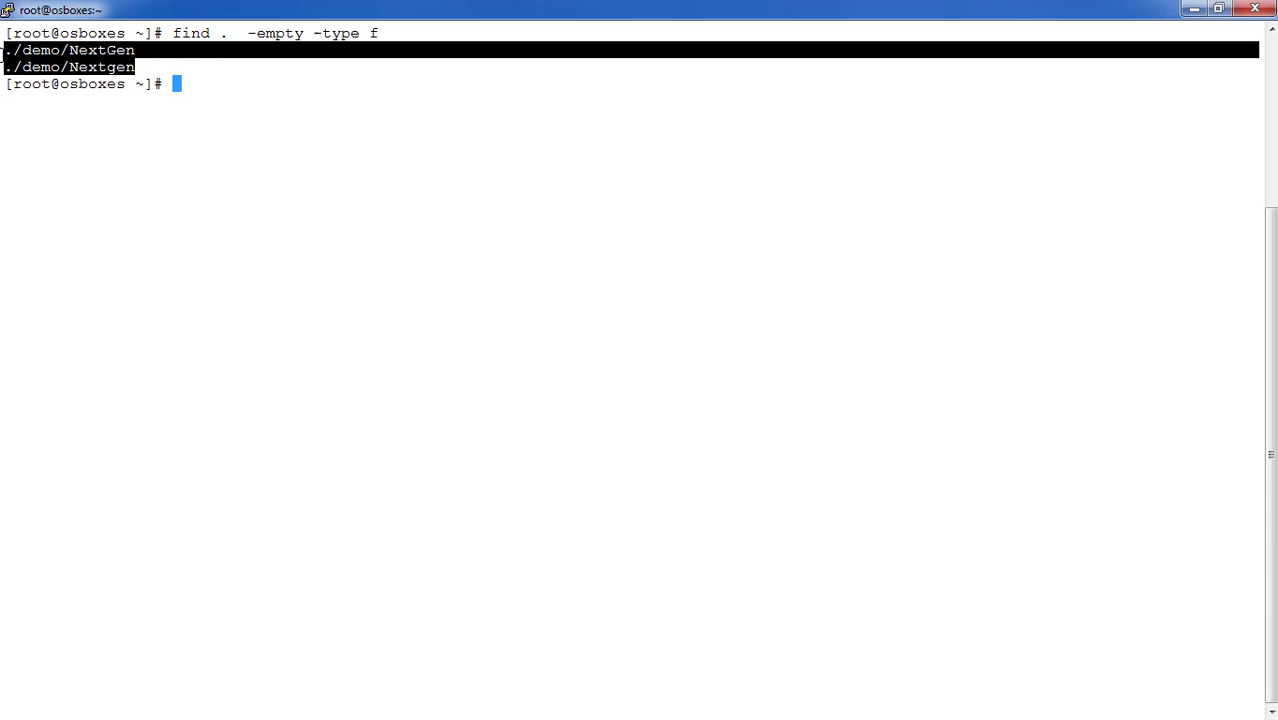 root@osboxes:~
[root@osboxes ~]# find .  -empty -type f
./demo/NextGen
./demo/Nextgen
[root@osboxes ~]#